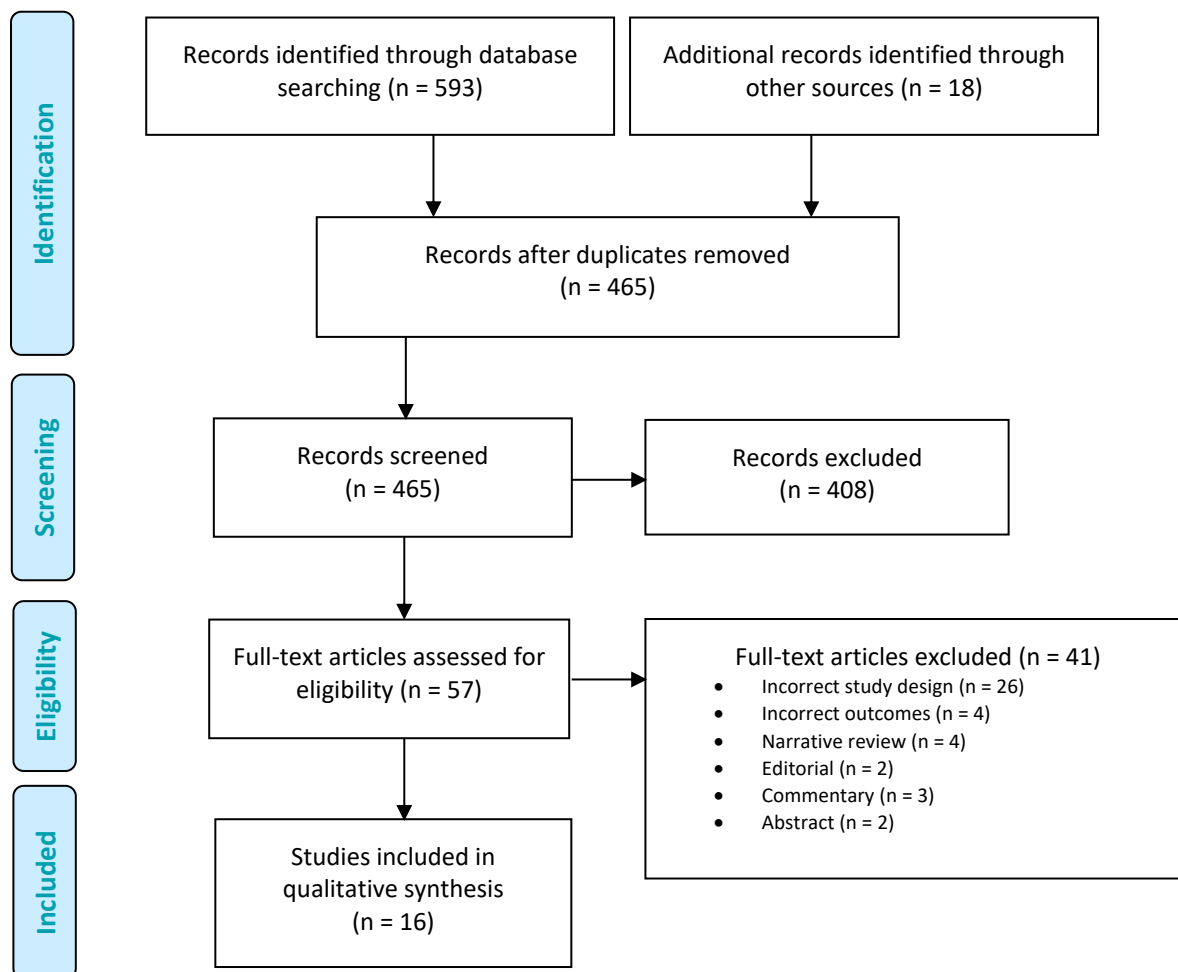 Identification
Records identified through database
searching (n = 593)
Additional records identified through
other sources (n = 18)
Records after duplicates removed
(n = 465)
Screening
Records screened
(n = 465)
Records excluded
(n = 408)
Eligibility
Full-text articles assessed for
eligibility (n = 57)
Full-text articles excluded (n = 41)
• Incorrect study design (n = 26)
• Incorrect outcomes (n = 4)
• Narrative review (n = 4)
• Editorial (n = 2)
• Commentary (n = 3)
• Abstract (n = 2)
Included
Studies included in
qualitative synthesis
(n = 16)